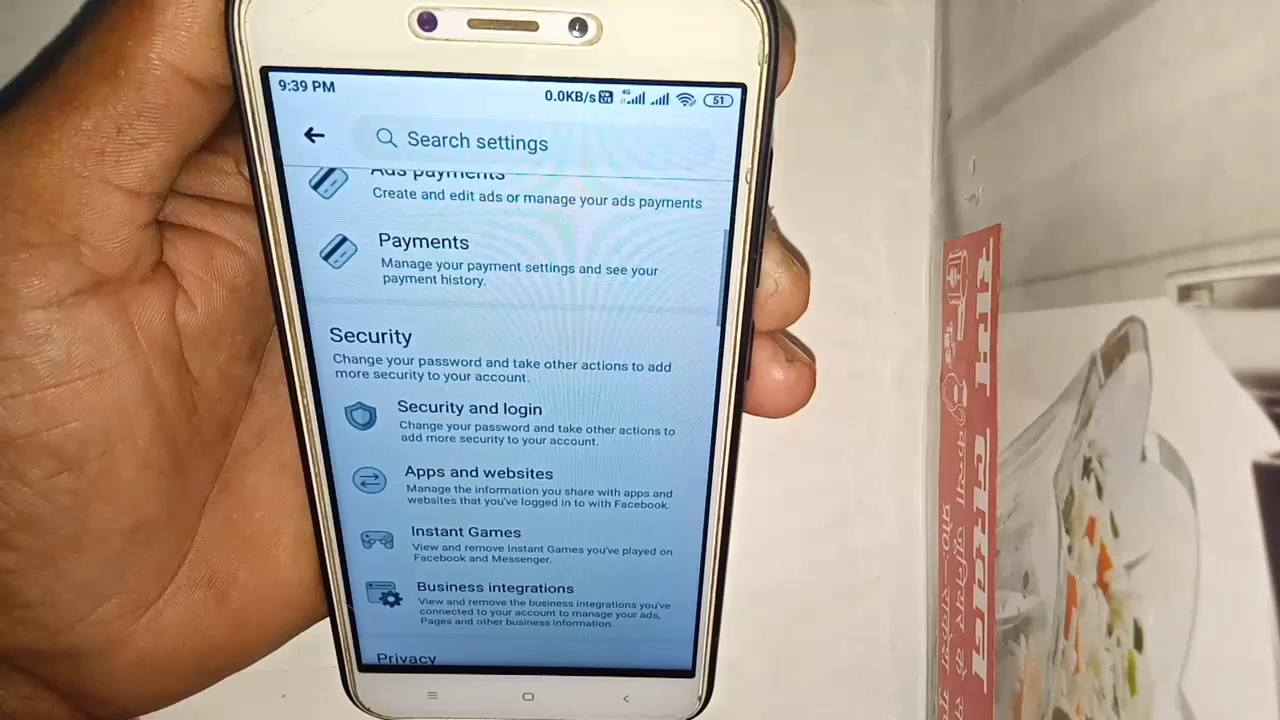 9:39 PM
0.0KB/s
4G
51
Search settings
Ads payments
Create and edit ads or manage your ads payments
Payments
Manage your payment settings and see your
payment history.
Security
Change your password and take other actions to add
more security to your account.
Security and login
Change your password and take other actions to
add more security to your account.
Apps and websites
Manage the information you share with apps and
websites that you've logged in to with Facebook.
Instant Games
View and remove Instant Games you've played on
Facebook and Messenger.
Business integrations
View and remove the business integrations you've
connected to your account to manage your ads,
Pages and other business information.
Privacy